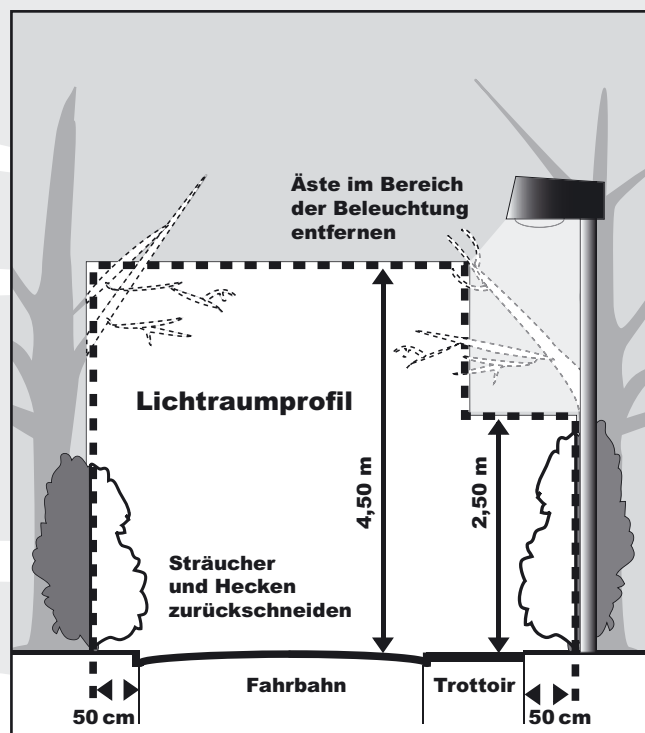 Äste im Bereich
der Beleuchtung
entfernen
Lichtraumprofil
4,50 m
2,50 m
Sträucher
und Hecken
zurückschneiden
Fahrbahn
Trottoir
50 cm
50 cm